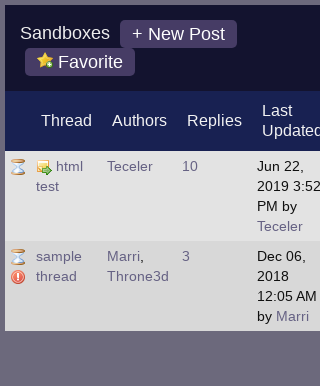 Sandboxes + New Post
Favorite
Thread Authors Replies Last Updated
html test Teceler 10 Jun 22, 2019 3:52 PM by Teceler
sample thread Marri, Throne3d 3 Dec 06, 2018 12:05 AM by Marri